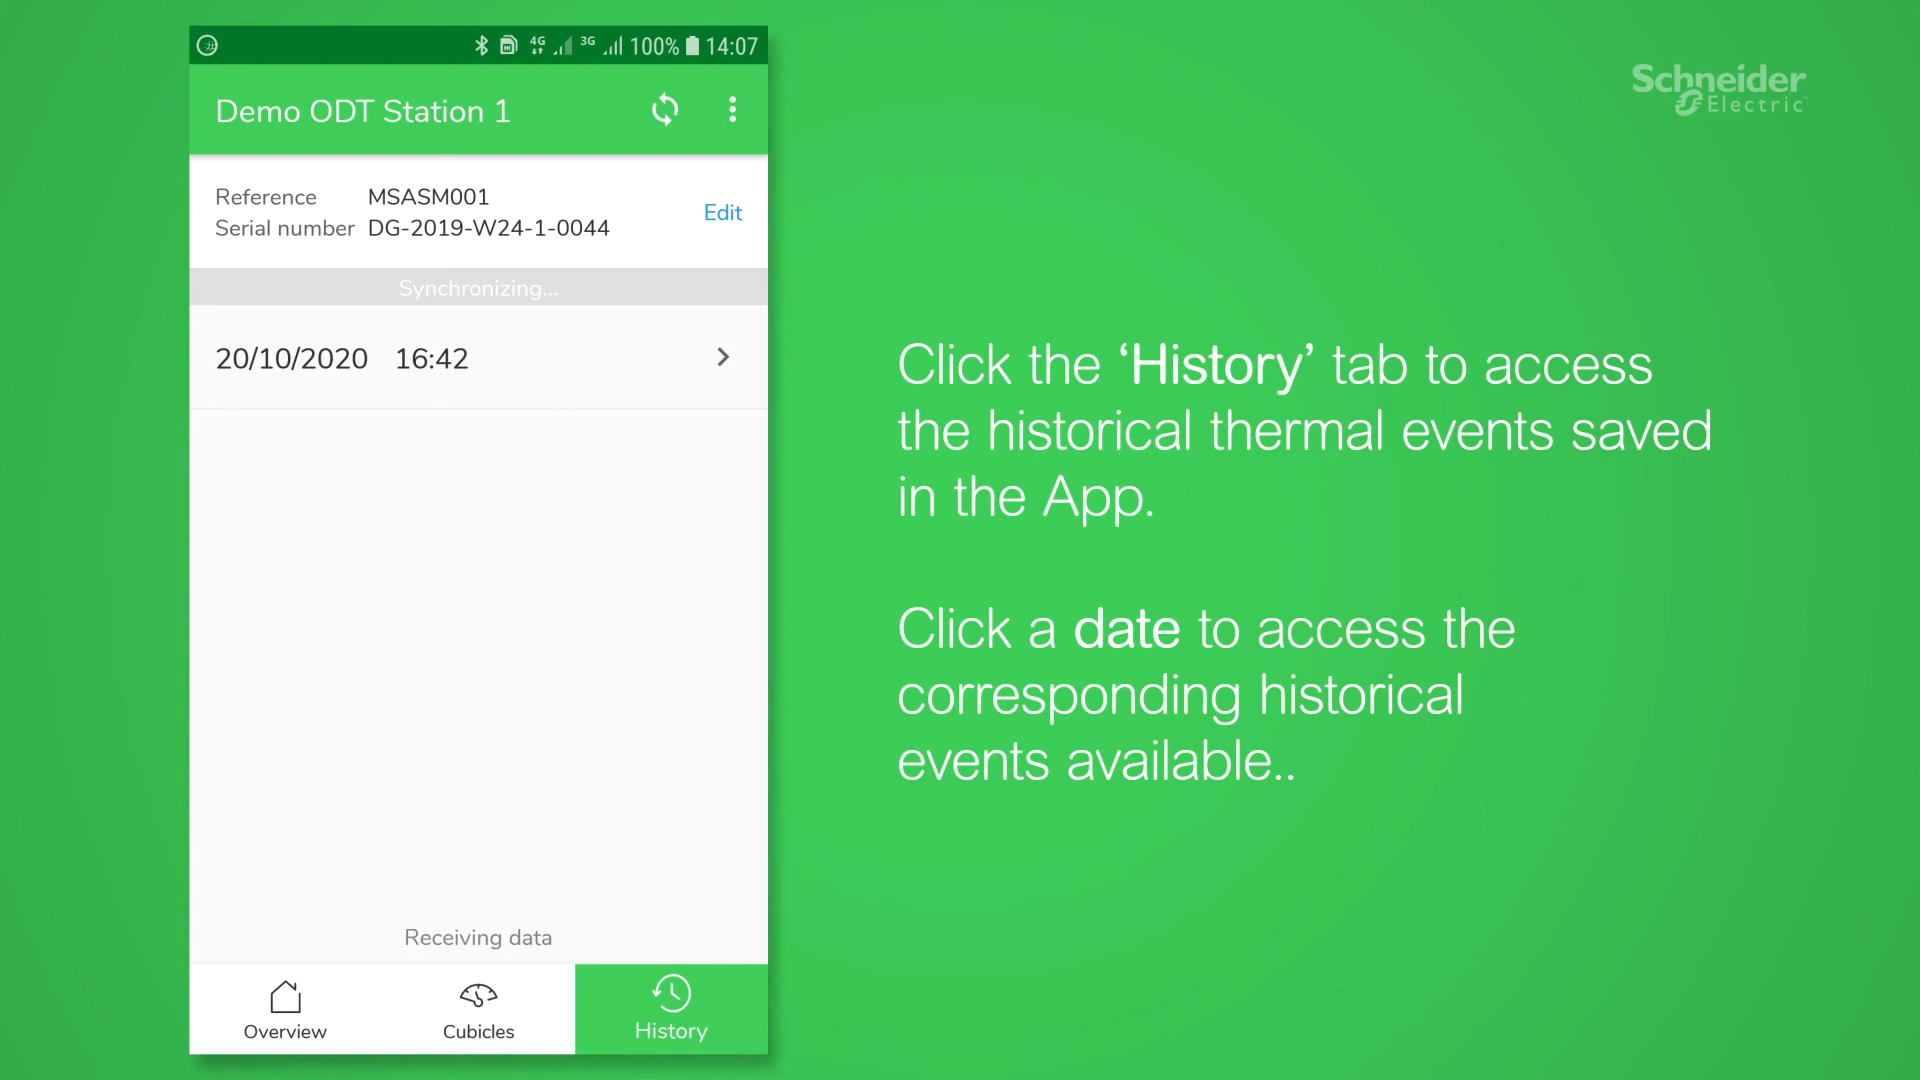 4G 3G 100% 14:07
Demo ODT Station 1
Reference MSASM001
Serial number DG-2019-W24-1-0044
Edit
Synchronizing...
20/10/2020 16:42
Receiving data
Overview
Cubicles
History
Schneider
Electric
Click the ‘History’ tab to access
the historical thermal events saved
in the App.
Click a date to access the
corresponding historical
events available..